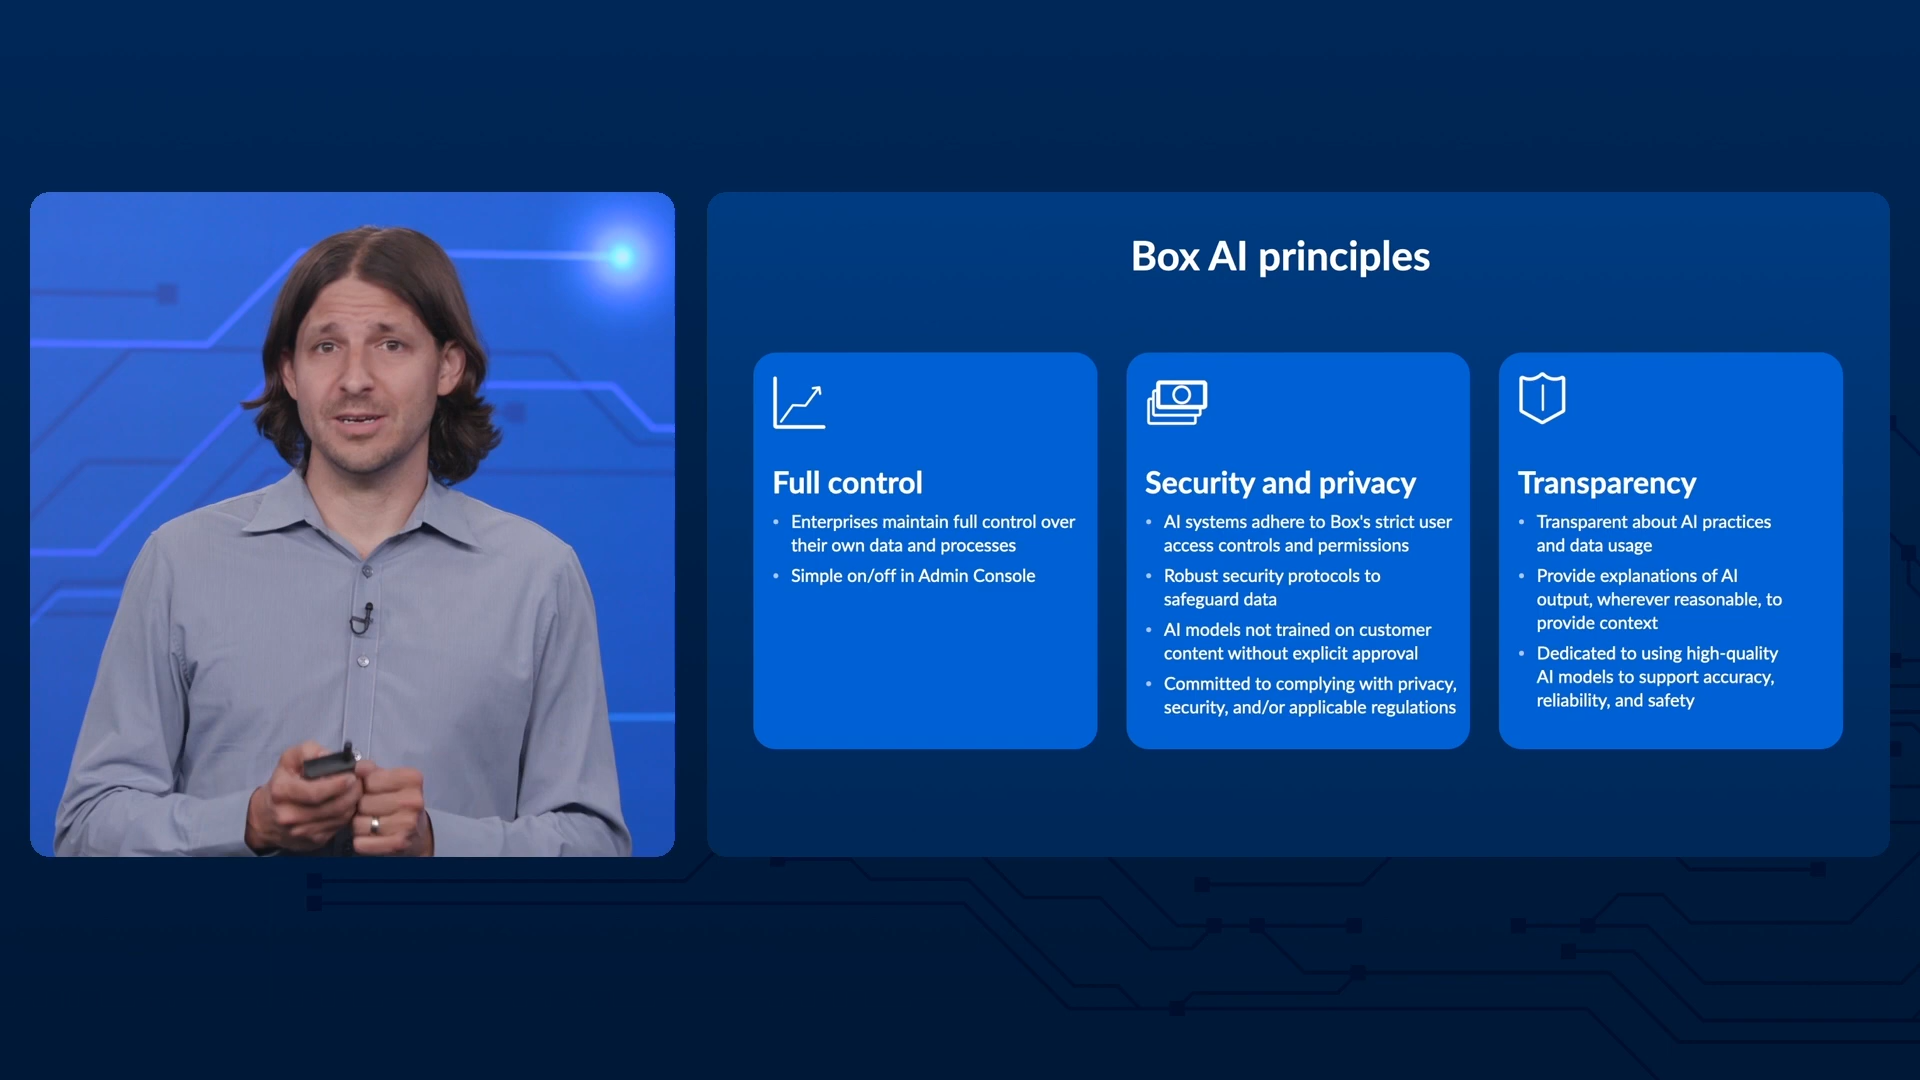 Box AI principles
Full control
• Enterprises maintain full control over
their own data and processes
• Simple on/off in Admin Console
Security and privacy
• AI systems adhere to Box's strict user
access controls and permissions
• Robust security protocols to
safeguard data
• AI models not trained on customer
content without explicit approval
• Committed to complying with privacy,
security, and/or applicable regulations
Transparency
• Transparent about AI practices
and data usage
• Provide explanations of AI
output, wherever reasonable, to
provide context
• Dedicated to using high-quality
AI models to support accuracy,
reliability, and safety